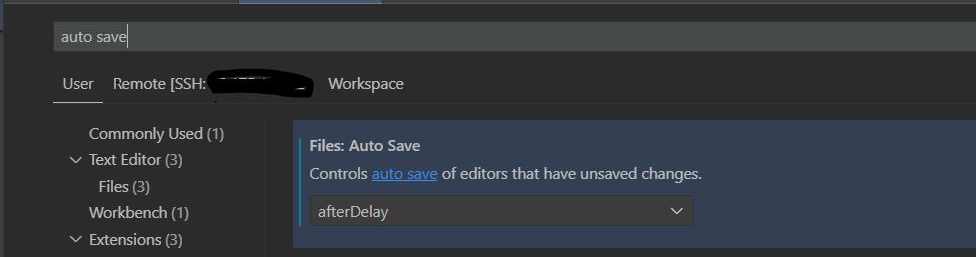 auto save
User Remote [SSH: Workspace
Commonly Used (1)
Text Editor (3)
Files (3)
Workbench (1)
Extensions (3)
Files: Auto Save
Controls auto save of editors that have unsaved changes.
afterDelay